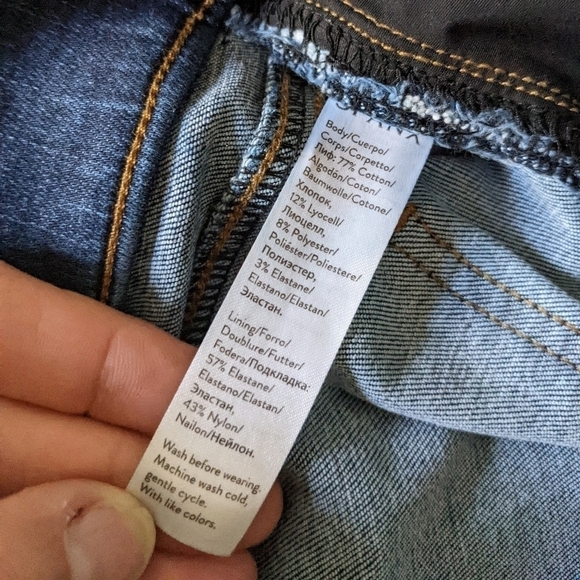 SPANX
Body/Cuerpo/
Corps/Corpetto/
Лиф: 77% Cotton/
Algodón/Coton/
Baumwolle/Cotone/
Хлопок,
12% Lyocell/
Лиоцелл,
8% Polyester/
Poliéster/Poliestere/
Полиэстер,
3% Elastane/
Elastano/Elastan/
Эластан.
Lining/Forro/
Doublure/Futter/
Fodera/Подкладка:
57% Elastane/
Elastano/Elastan/
Эластан,
43% Nylon/
Nailon/Нейлон.
Wash before wearing.
Machine wash cold,
gentle cycle.
With like colors.